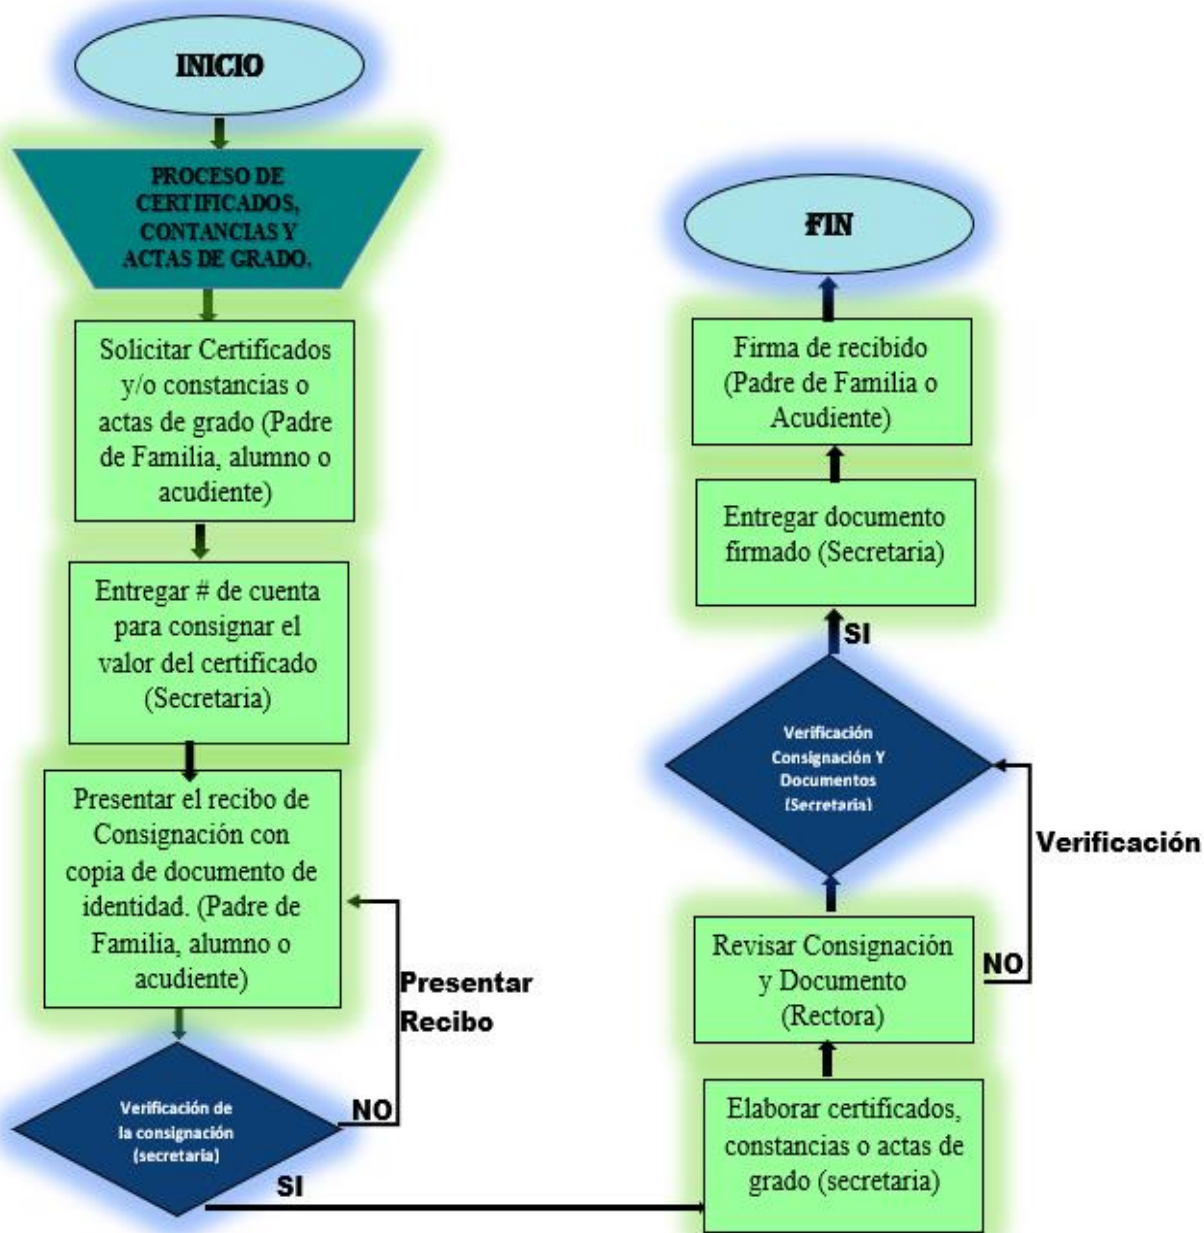 INICIO
PROCESO DE
CERTIFICADOS,
CONTANCIAS Y
ACTAS DE GRADO.
Solicitar Certificados
y/o constancias o
actas de grado (Padre
de Familia, alumno o
acudiente)
Entregar # de cuenta
para consignar el
valor del certificado
(Secretaria)
Presentar el recibo de
Consignación con
copia de documento de
identidad. (Padre de
Familia, alumno o
acudiente)
Presentar
Recibo
NO
Verificación de
la consignación
(secretaria)
SI
Elaborar certificados,
constancias o actas de
grado (secretaria)
Revisar Consignación
y Documento
(Rectora)
NO
Verificación
Verificación
Consignación Y
Documentos
(Secretaria)
SI
Entregar documento
firmado (Secretaria)
Firma de recibido
(Padre de Familia o
Acudiente)
FIN